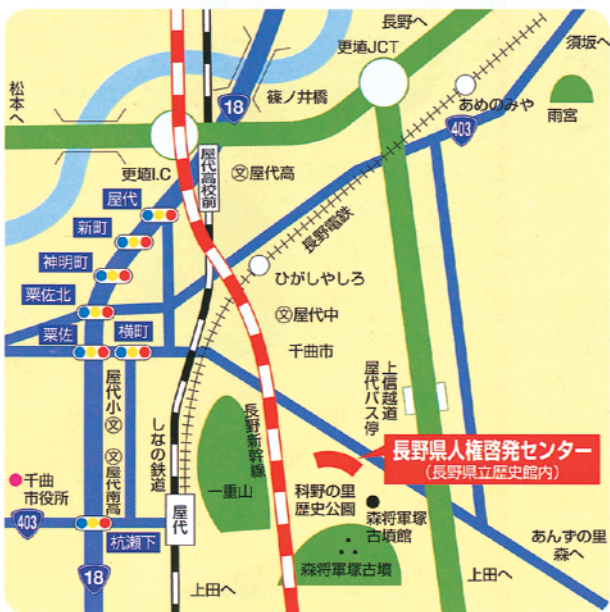 長野へ
更埴JCT
須坂へ
松本へ
18
篠ノ井橋
あめのみや
雨宮
403
更埴I.C
屋代高校前
文屋代高
屋代
新町
長野電鉄
神明町
ひがしやしろ
粟佐北
文屋代中
粟佐
横町
千曲市
上信越道
屋代バス停
屋代小文
文屋代南高
しなの鉄道
長野新幹線
長野県人権啓発センター
(長野県立歴史館内)
千曲
市役所
一重山
科野の里
歴史公園
屋代
森将軍塚
古墳館
403
杭瀬下
あんずの里
森へ
森将軍塚古墳
18
上田へ
上田へ